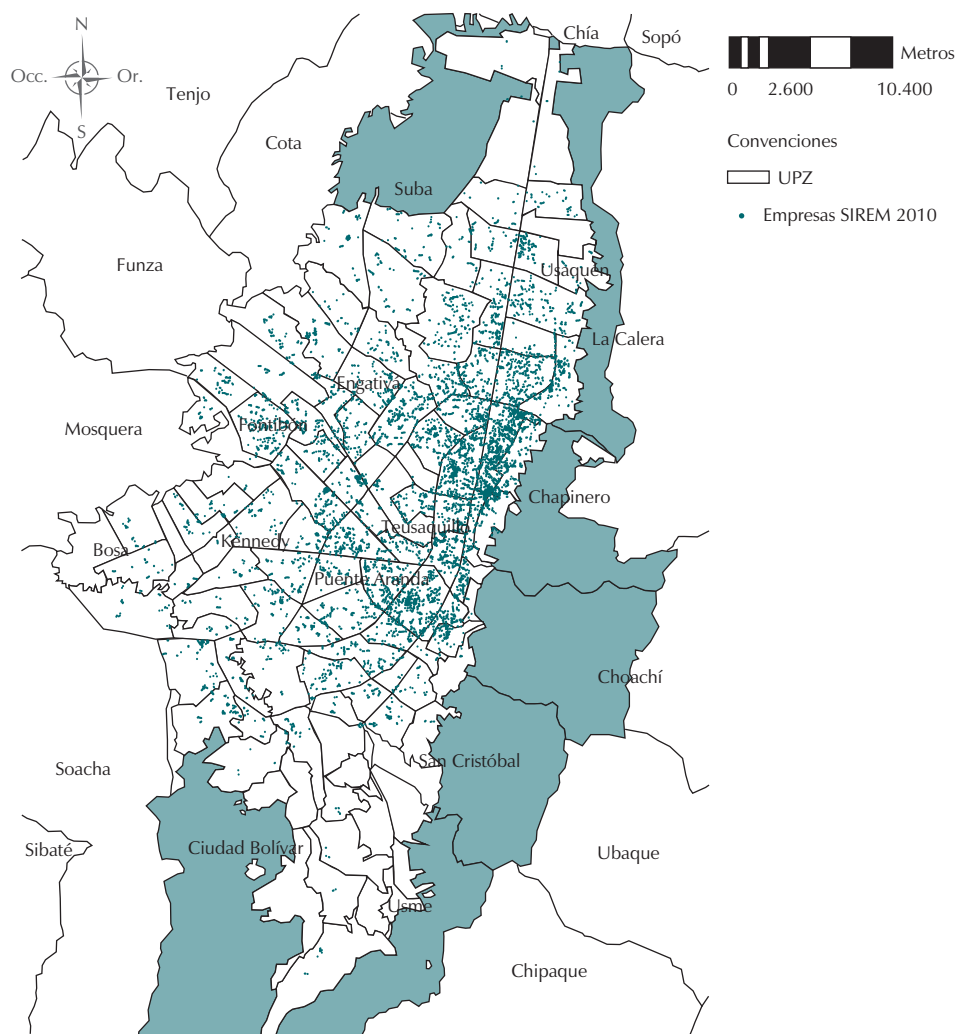 N
Occ.
Or.
S
Chía
Sopó
Metros
0
2.600
10.400
Tenjo
Cota
Convenciones
UPZ
Suba
Empresas SIREM 2010
Funza
Usaquén
La Calera
Engativá
Mosquera
Fontibón
Chapinero
Teusaquillo
Kennedy
Bosa
Puente Aranda
Choachí
San Cristóbal
Soacha
Sibaté
Ciudad Bolívar
Ubaque
Usme
Chipaque